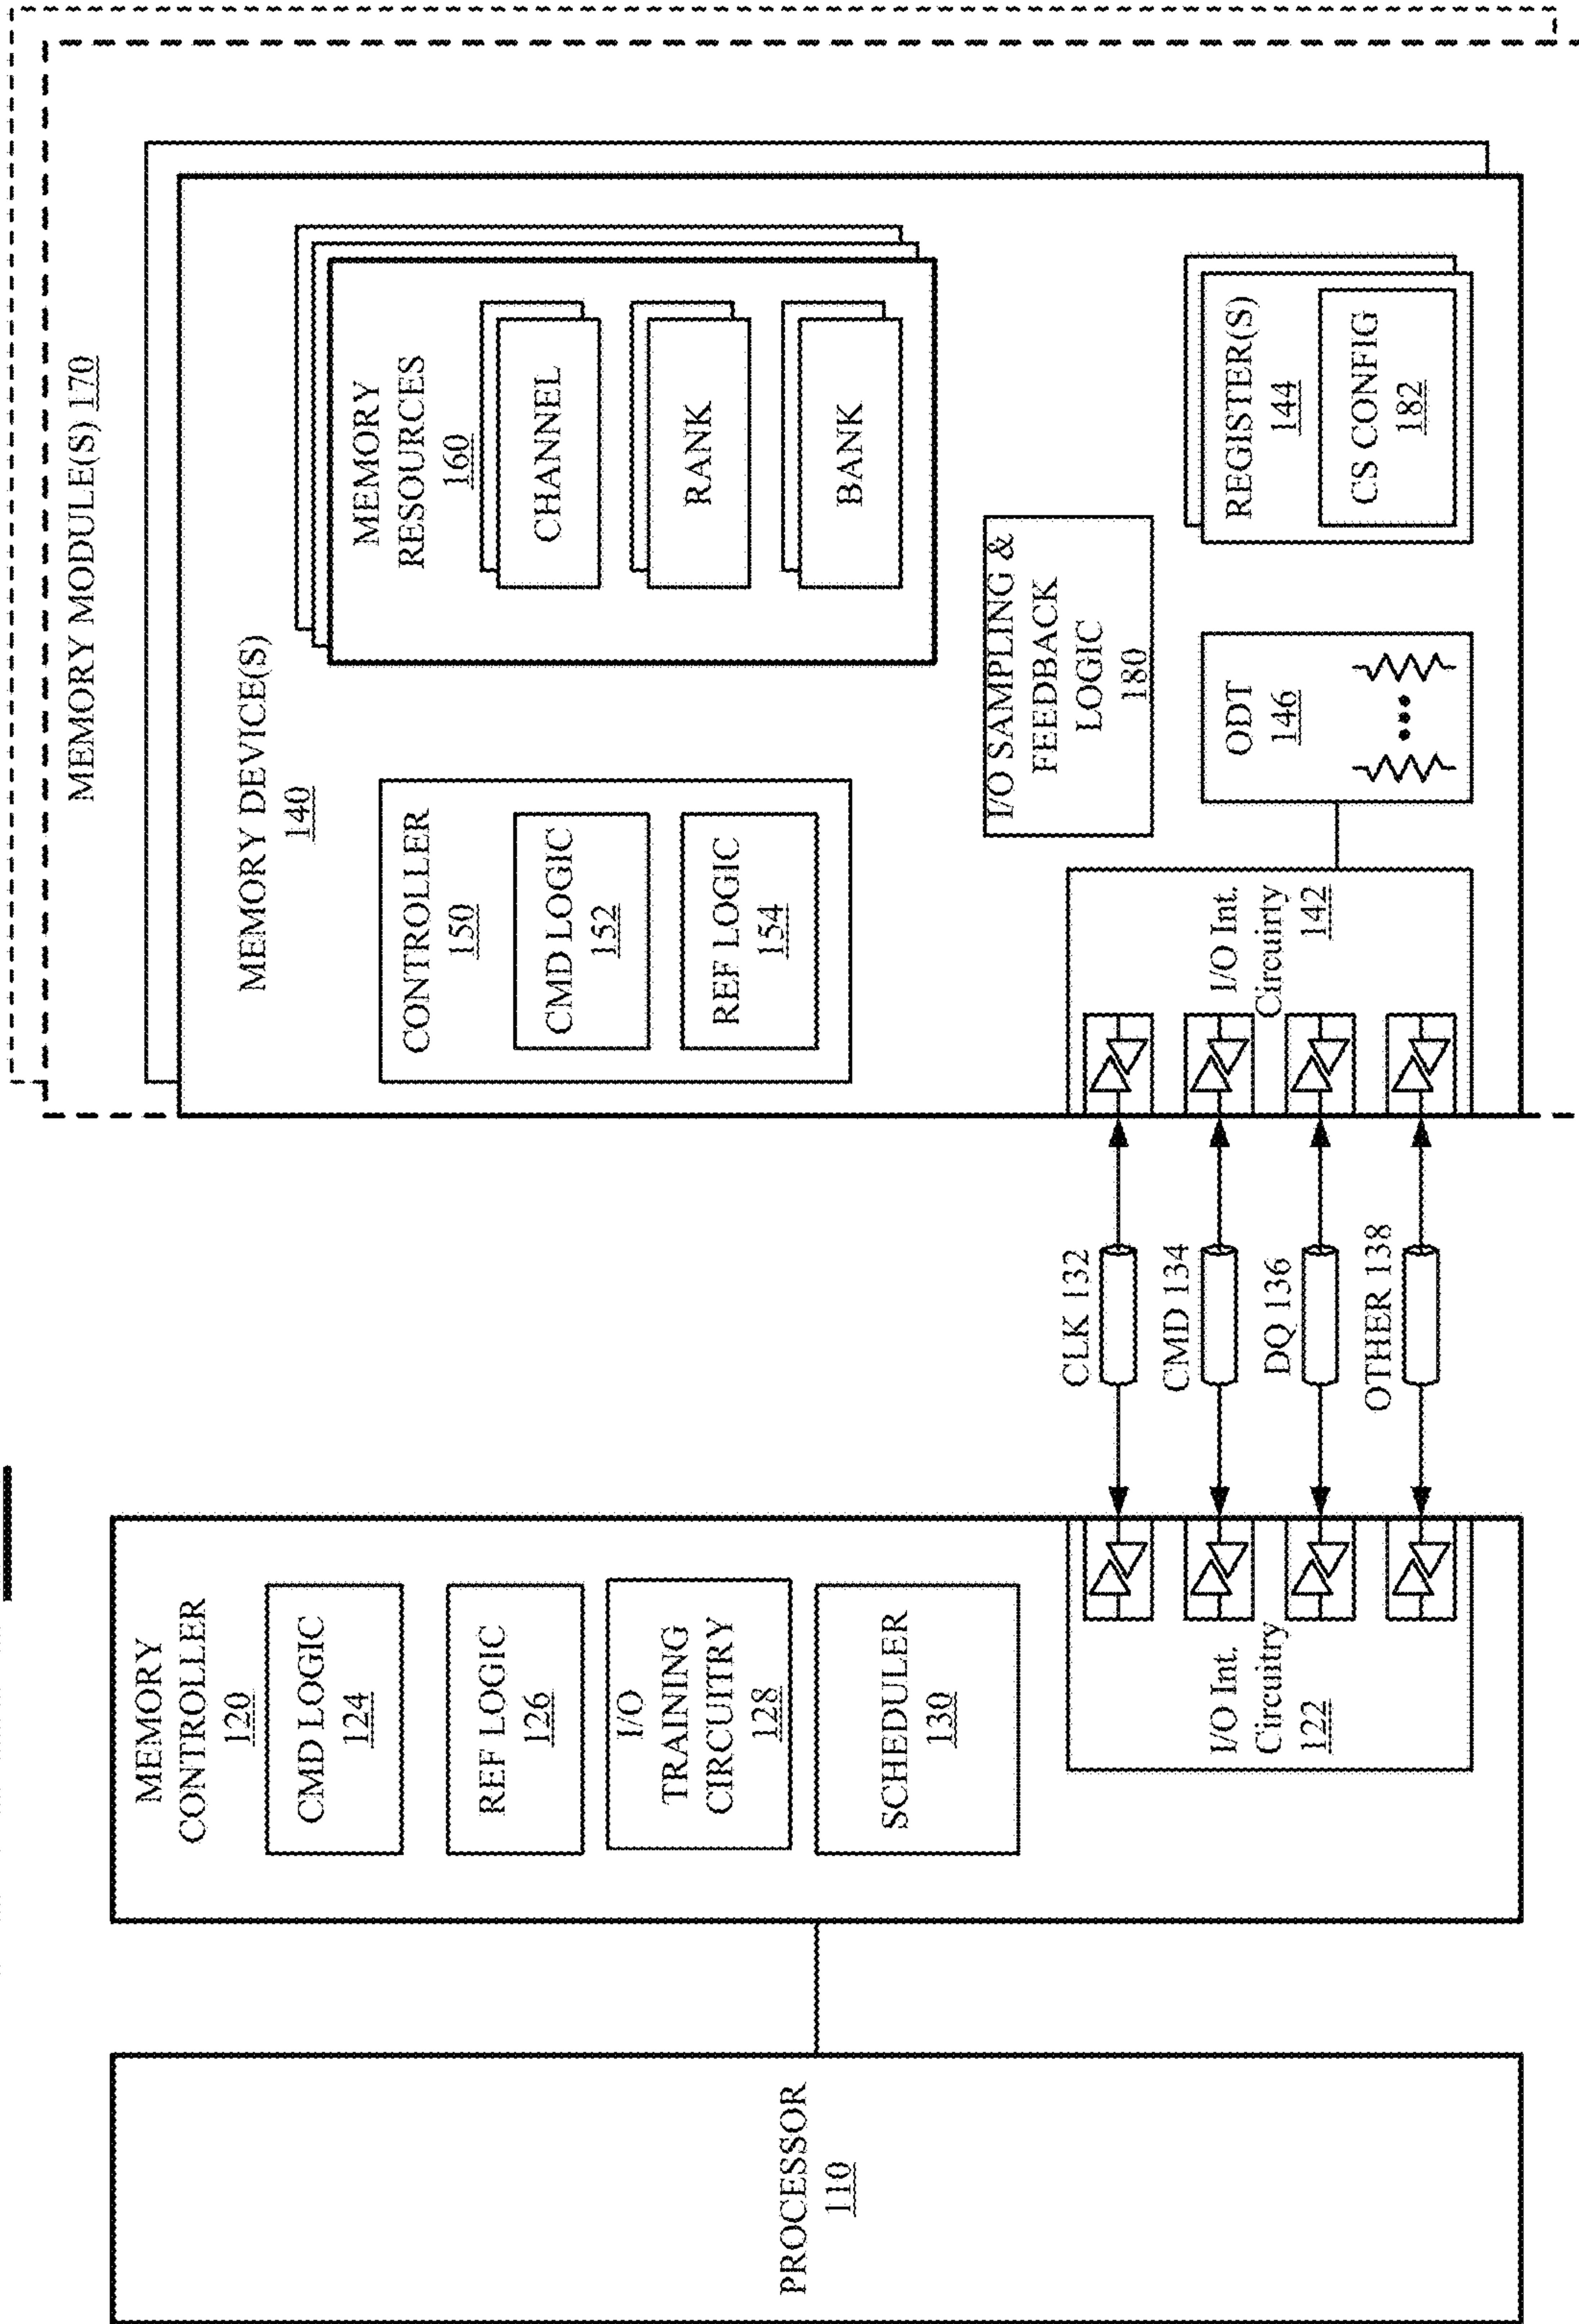 PROCESSOR
110
MEMORY
CONTROLLER
120
CMD LOGIC
124
REF LOGIC
126
I/O
TRAINING
CIRCUITRY
128
SCHEDULER
130
I/O Int.
Circuitry
122
CLK 132
CMD 134
DQ 136
OTHER 138
MEMORY MODULE(S) 170
MEMORY DEVICE(S)
140
CONTROLLER
150
CMD LOGIC
152
REF LOGIC
154
MEMORY
RESOURCES
160
CHANNEL
RANK
BANK
I/O SAMPLING &
FEEDBACK
LOGIC
180
I/O Int.
Circuirty
142
ODT
146
REGISTER(S)
144
CS CONFIG
182